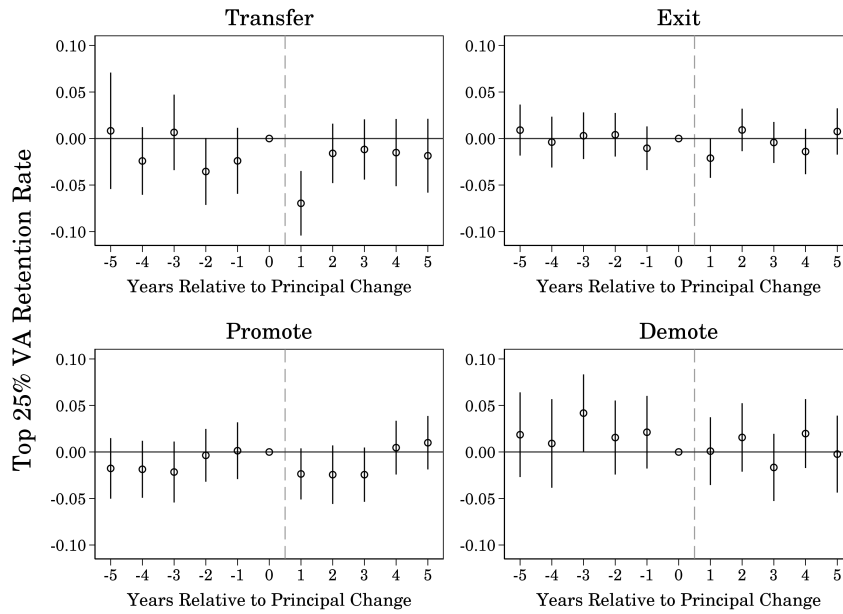 Top 25% VA Retention Rate
Transfer
0.10
0.05
0.00
-0.05
-0.10
-5 -4 -3 -2 -1 0 1 2 3 4 5
Years Relative to Principal Change
Exit
0.10
0.05
0.00
-0.05
-0.10
-5 -4 -3 -2 -1 0 1 2 3 4 5
Years Relative to Principal Change
Promote
0.10
0.05
0.00
-0.05
-0.10
-5 -4 -3 -2 -1 0 1 2 3 4 5
Years Relative to Principal Change
Demote
0.10
0.05
0.00
-0.05
-0.10
-5 -4 -3 -2 -1 0 1 2 3 4 5
Years Relative to Principal Change